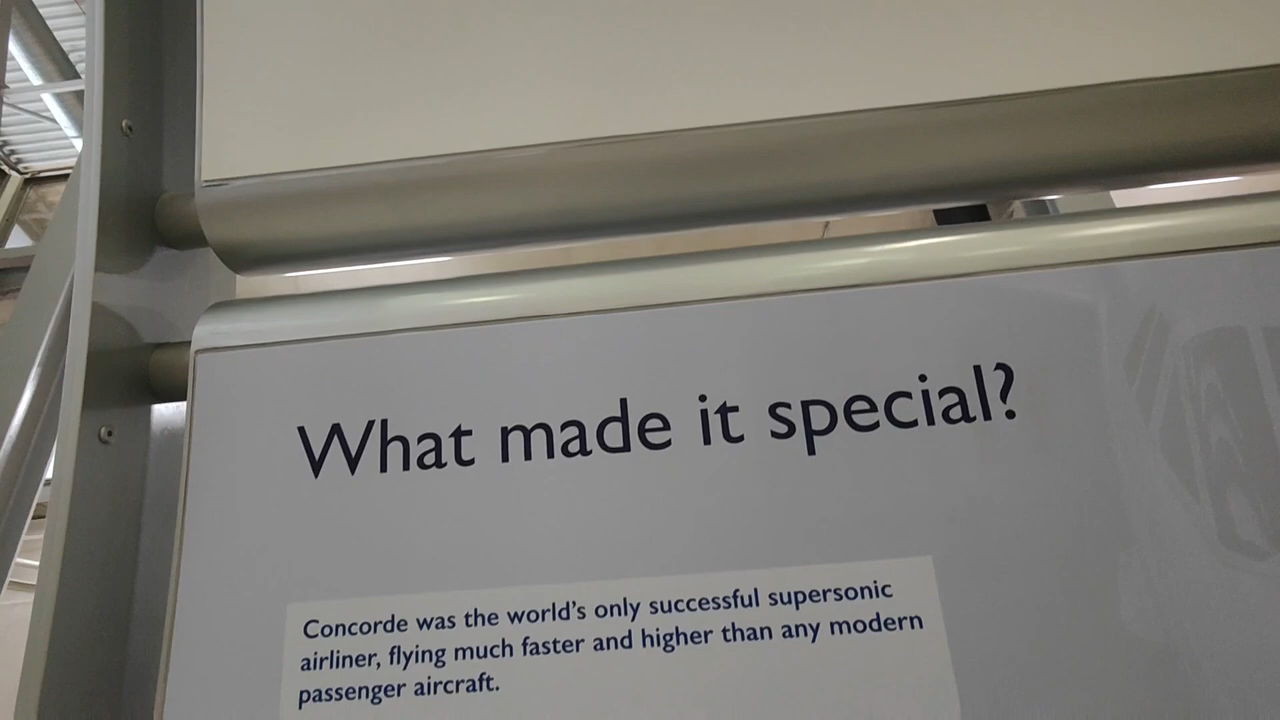 What made it special?
Concorde was the world's only successful supersonic
airliner, flying much faster and higher than any modern
passenger aircraft.